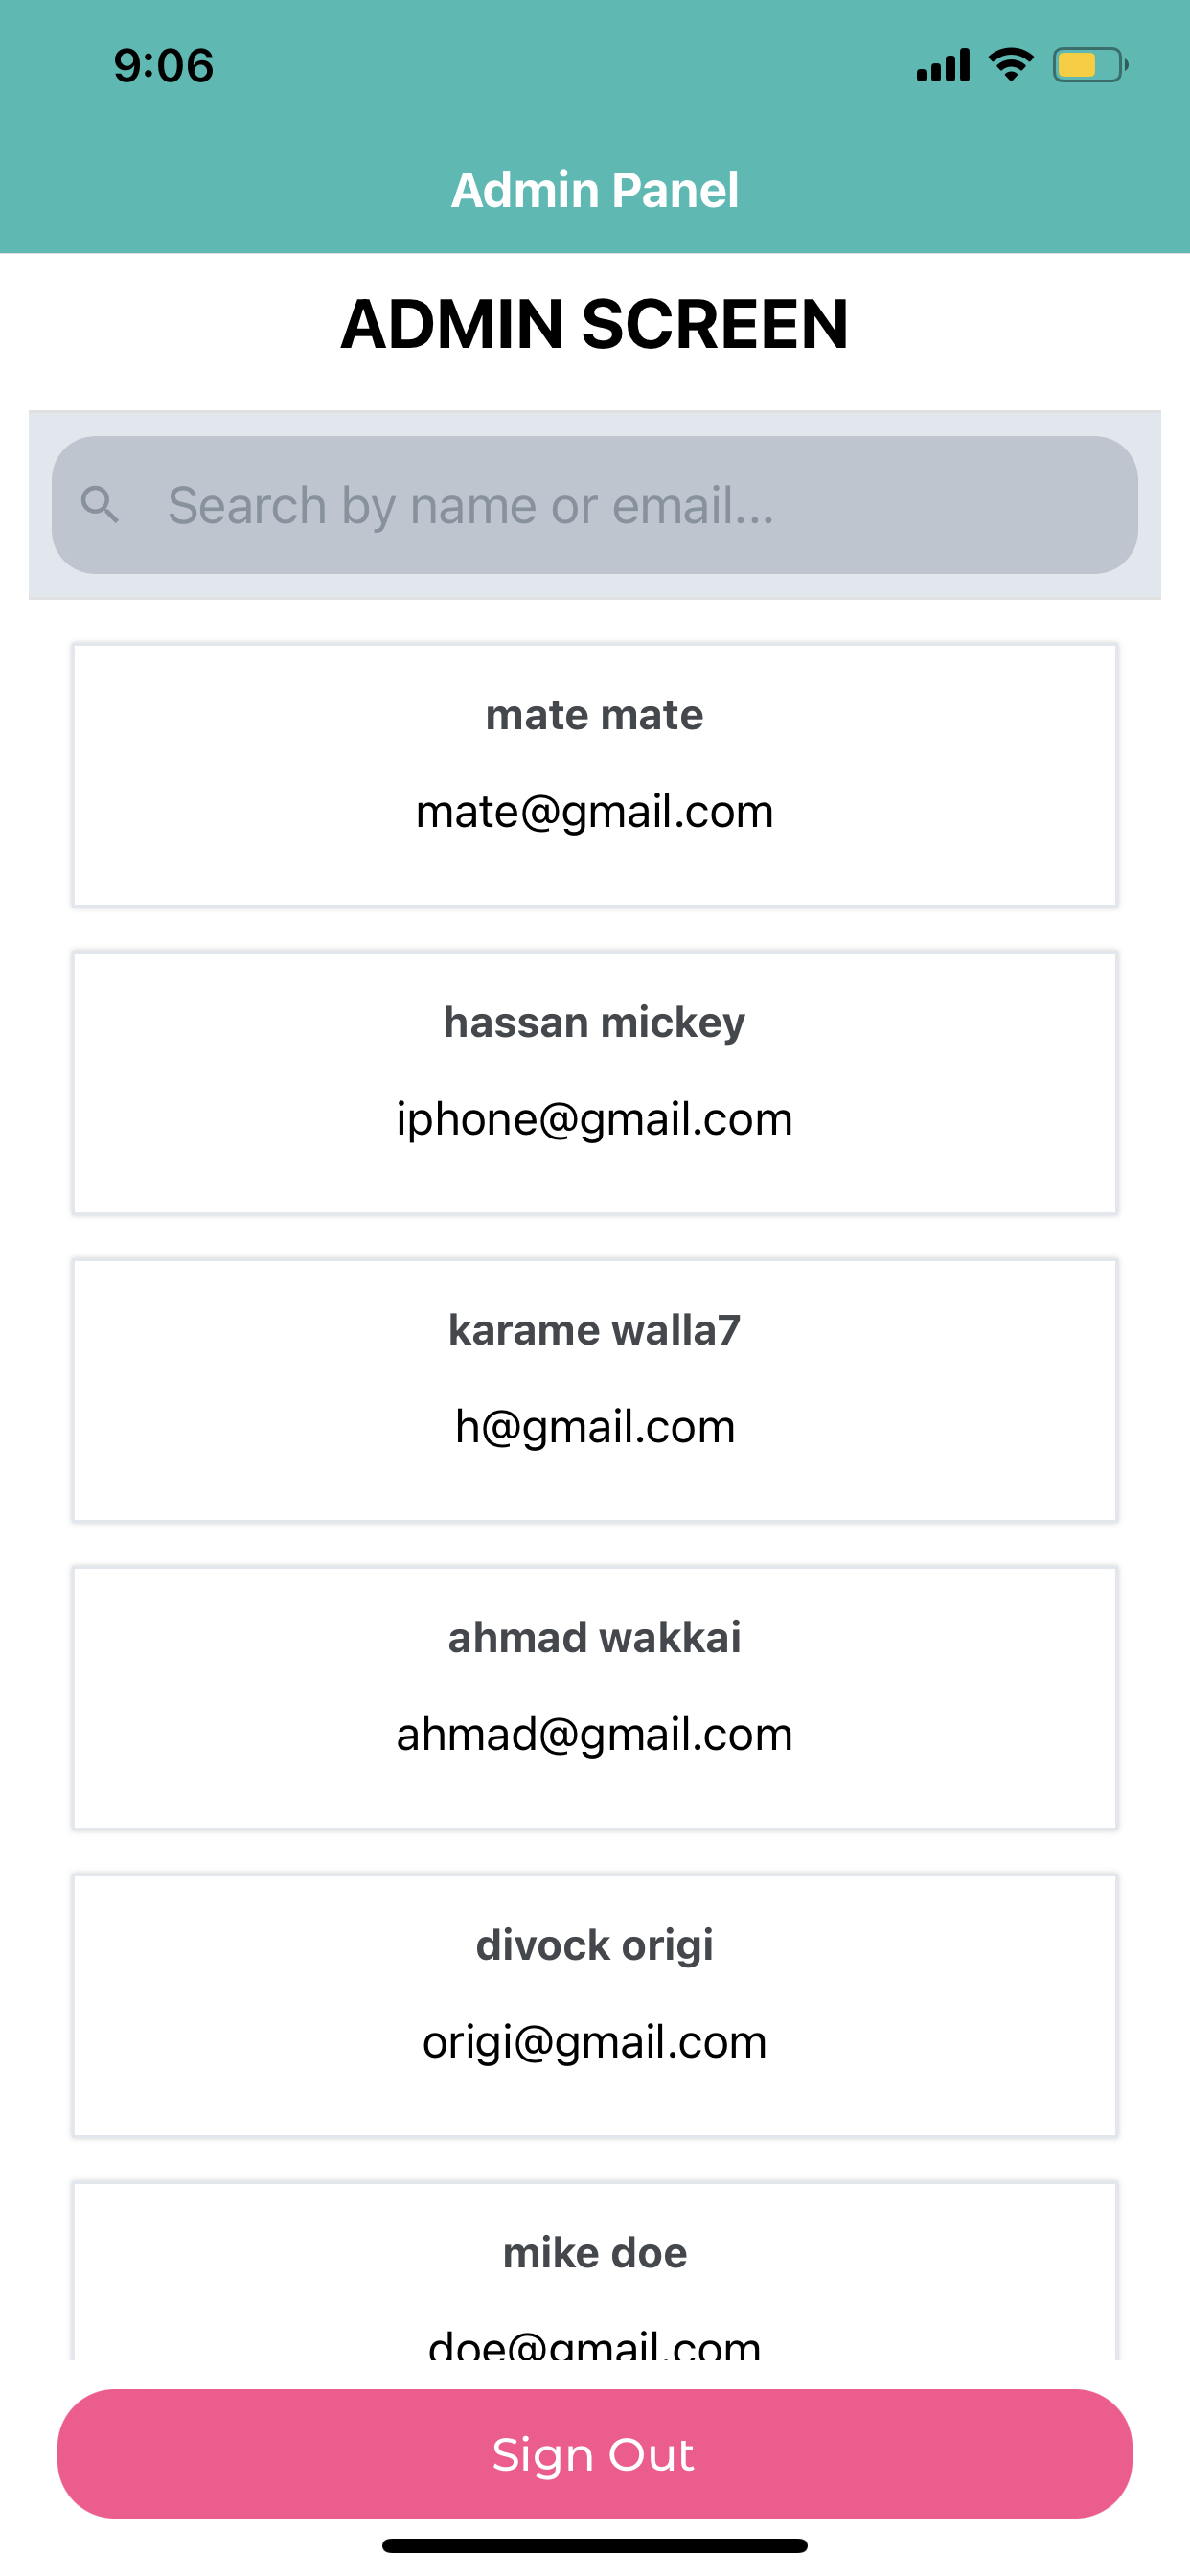 9:06
Admin Panel
ADMIN SCREEN
Search by name or email...
mate mate
mate@gmail.com
hassan mickey
iphone@gmail.com
karame walla7
h@gmail.com
ahmad wakkai
ahmad@gmail.com
divock origi
origi@gmail.com
mike doe
doe@gmail.com
Sign Out